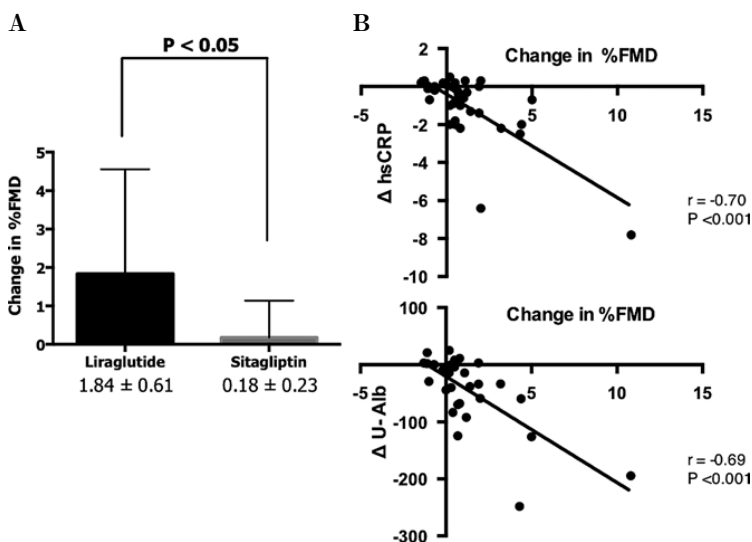 A
P < 0.05
5
4
3
2
1
0
Change in %FMD
Liraglutide
Sitagliptin
1.84 ± 0.61
0.18 ± 0.23
B
2
Change in %FMD
-5
5
10
15
0
-2
-4
-6
-8
-10
Δ hsCRP
r = -0.70
P <0.001
100
Change in %FMD
-5
0
5
10
15
-100
-200
-300
Δ U- Alb
r = -0.69
P <0.001